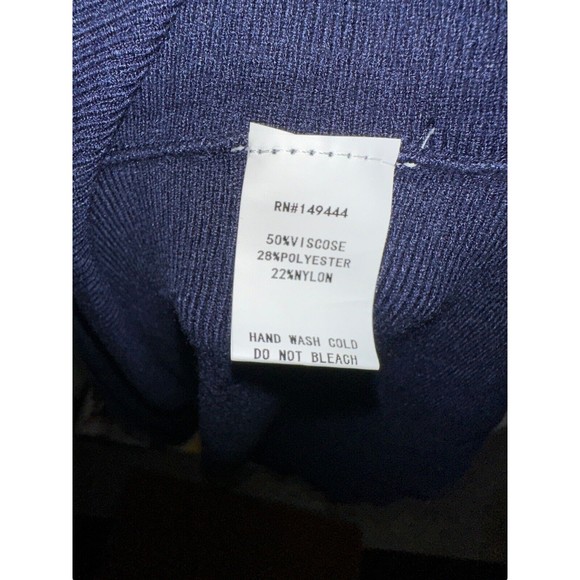 RN#149444
50%VISCOSE
28%POLYESTER
22%NYLON
HAND WASH COLD
DO NOT BLEACH